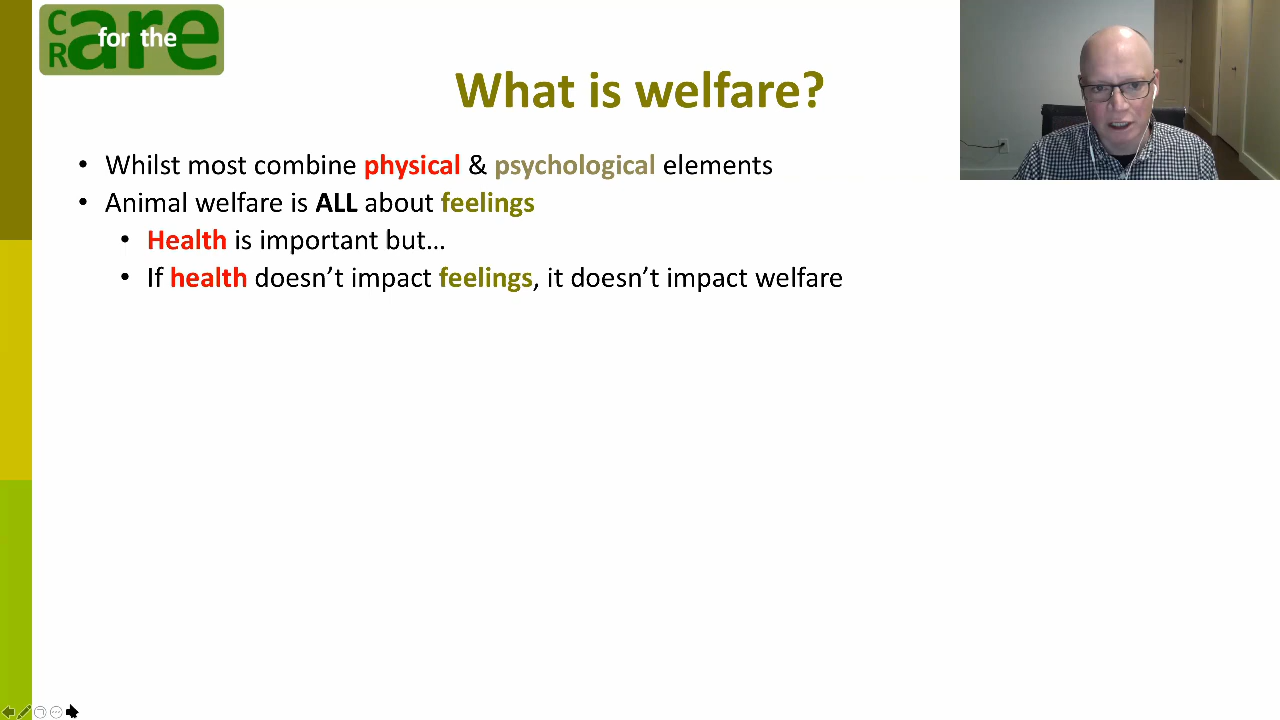 Care
for the
Rare
What is welfare?
• Whilst most combine physical & psychological elements
• Animal welfare is ALL about feelings
• Health is important but…
• If health doesn’t impact feelings, it doesn’t impact welfare